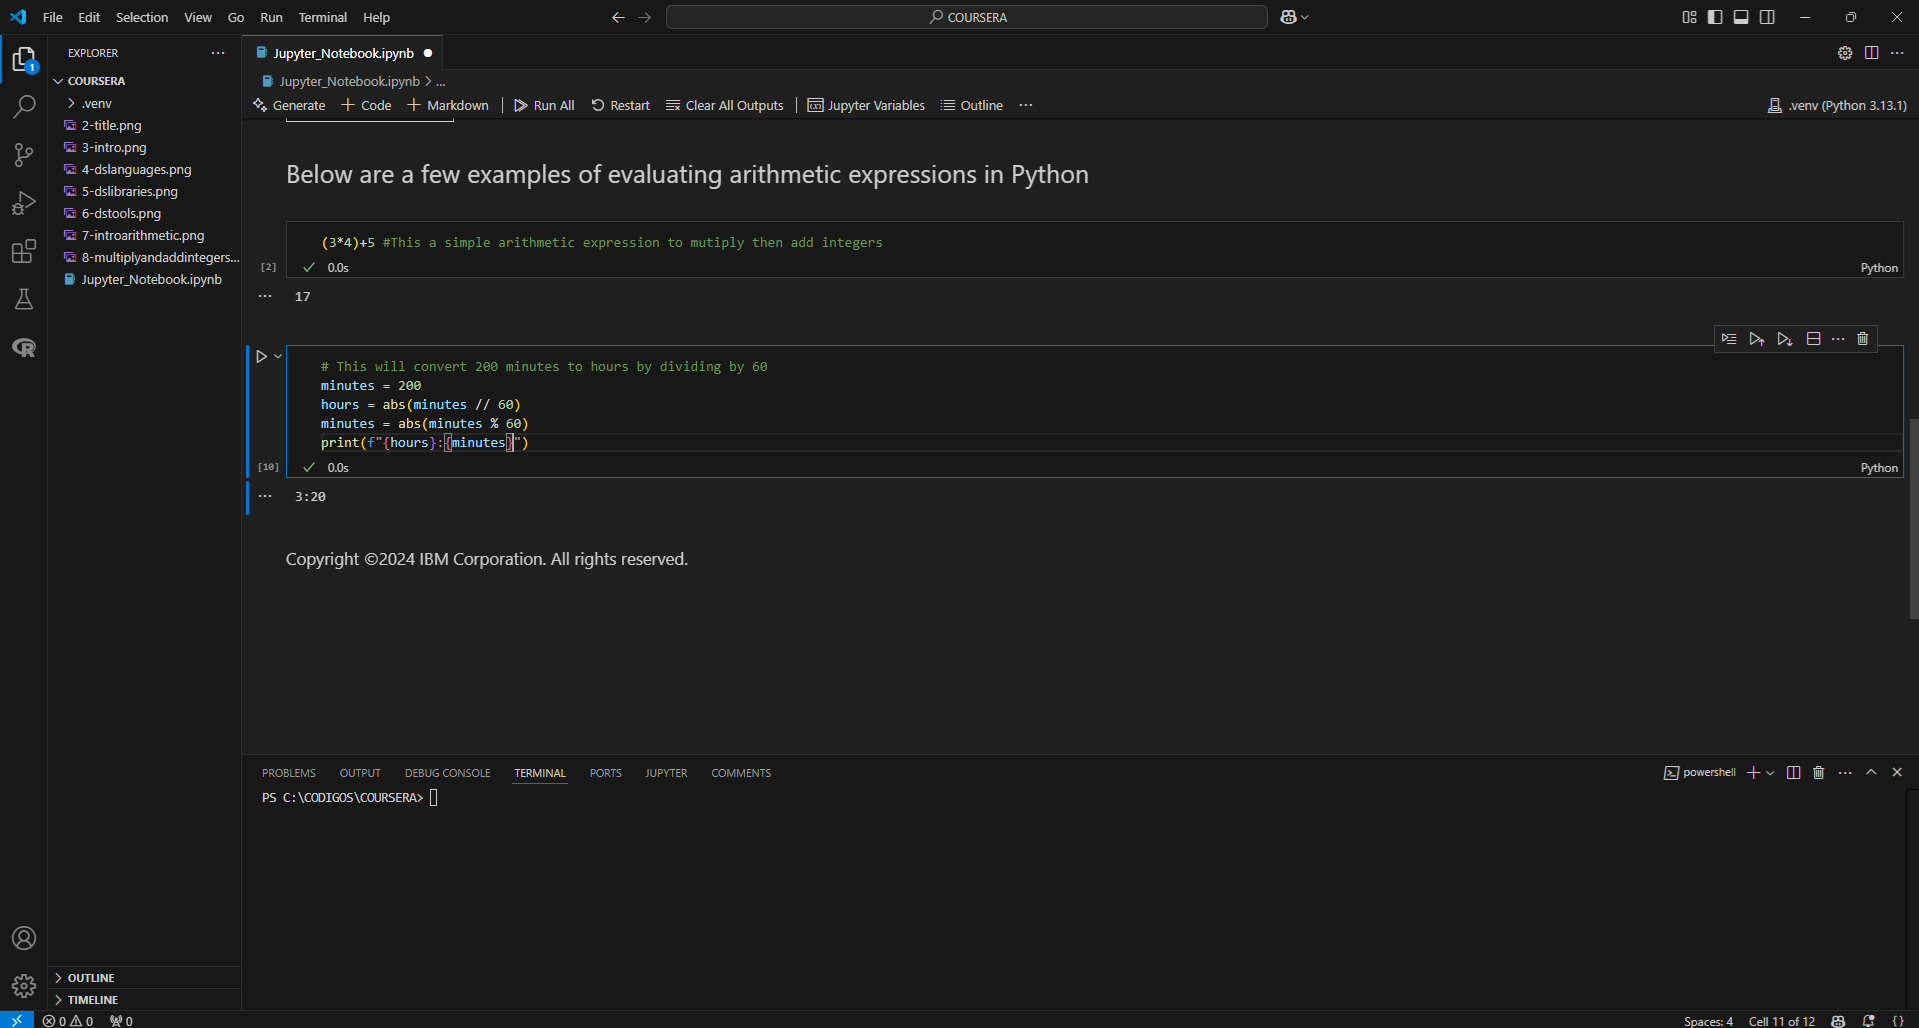 File Edit Selection View Go Run Terminal Help
COURSERA
EXPLORER
COURSERA
.venv
2-title.png
3-intro.png
4-dslanguages.png
5-dslibraries.png
6-dstools.png
7-introarithmetic.png
8-multiplyandaddintegers...
Jupyter_Notebook.ipynb
OUTLINE
TIMELINE
1
Jupyter_Notebook.ipynb
Jupyter_Notebook.ipynb > ...
Generate + Code + Markdown | Run All Restart Clear All Outputs | Jupyter Variables Outline ...
.venv (Python 3.13.1)
Below are a few examples of evaluating arithmetic expressions in Python
(3*4)+5 #This a simple arithmetic expression to mutiply then add integers
[2] ✓ 0.0s Python
... 17
# This will convert 200 minutes to hours by dividing by 60
minutes = 200
hours = abs(minutes // 60)
minutes = abs(minutes % 60)
print(f"{hours}:{minutes}")
[10] ✓ 0.0s Python
... 3:20
Copyright ©2024 IBM Corporation. All rights reserved.
PROBLEMS OUTPUT DEBUG CONSOLE TERMINAL PORTS JUPYTER COMMENTS
powershell
PS C:\CODIGOS\COURSERA>
0 0 0
Spaces: 4 Cell 11 of 12 { }